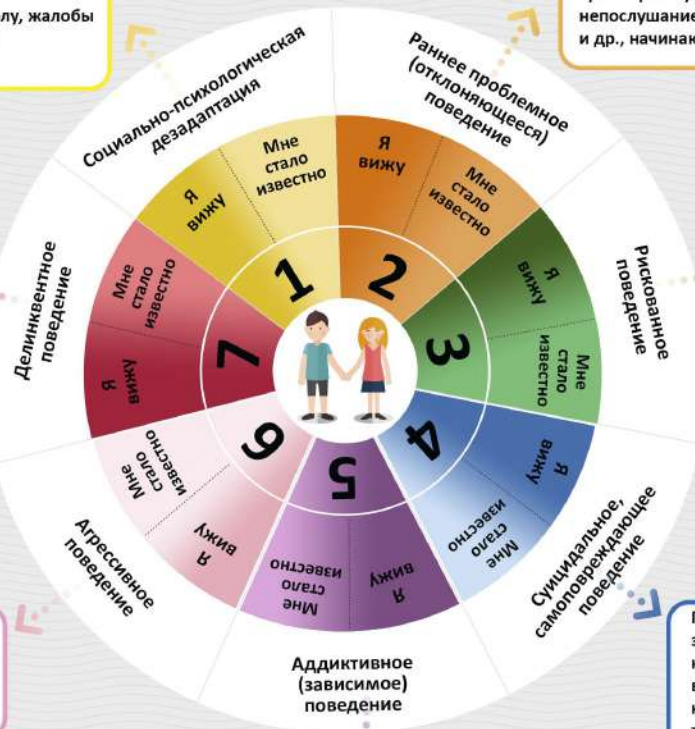 лу, жалобы
непослушание
и др., начинаю
Социально-психологическая
дезадаптация
Раннее проблемное
(отклоняющееся)
поведение
Рискованное
поведение
Суицидальное,
самоповреждающее
поведение
Аддиктивное
(зависимое)
поведение
Агрессивное
поведение
Делинквентное
поведение
1
Я
вижу
Мне
стало
известно
2
Я
вижу
Мне
стало
известно
3
Я
вижу
Мне
стало
известно
4
Я
вижу
Мне
стало
известно
5
Я
вижу
Мне
стало
известно
6
Я
вижу
Мне
стало
известно
7
Я
вижу
Мне
стало
известно